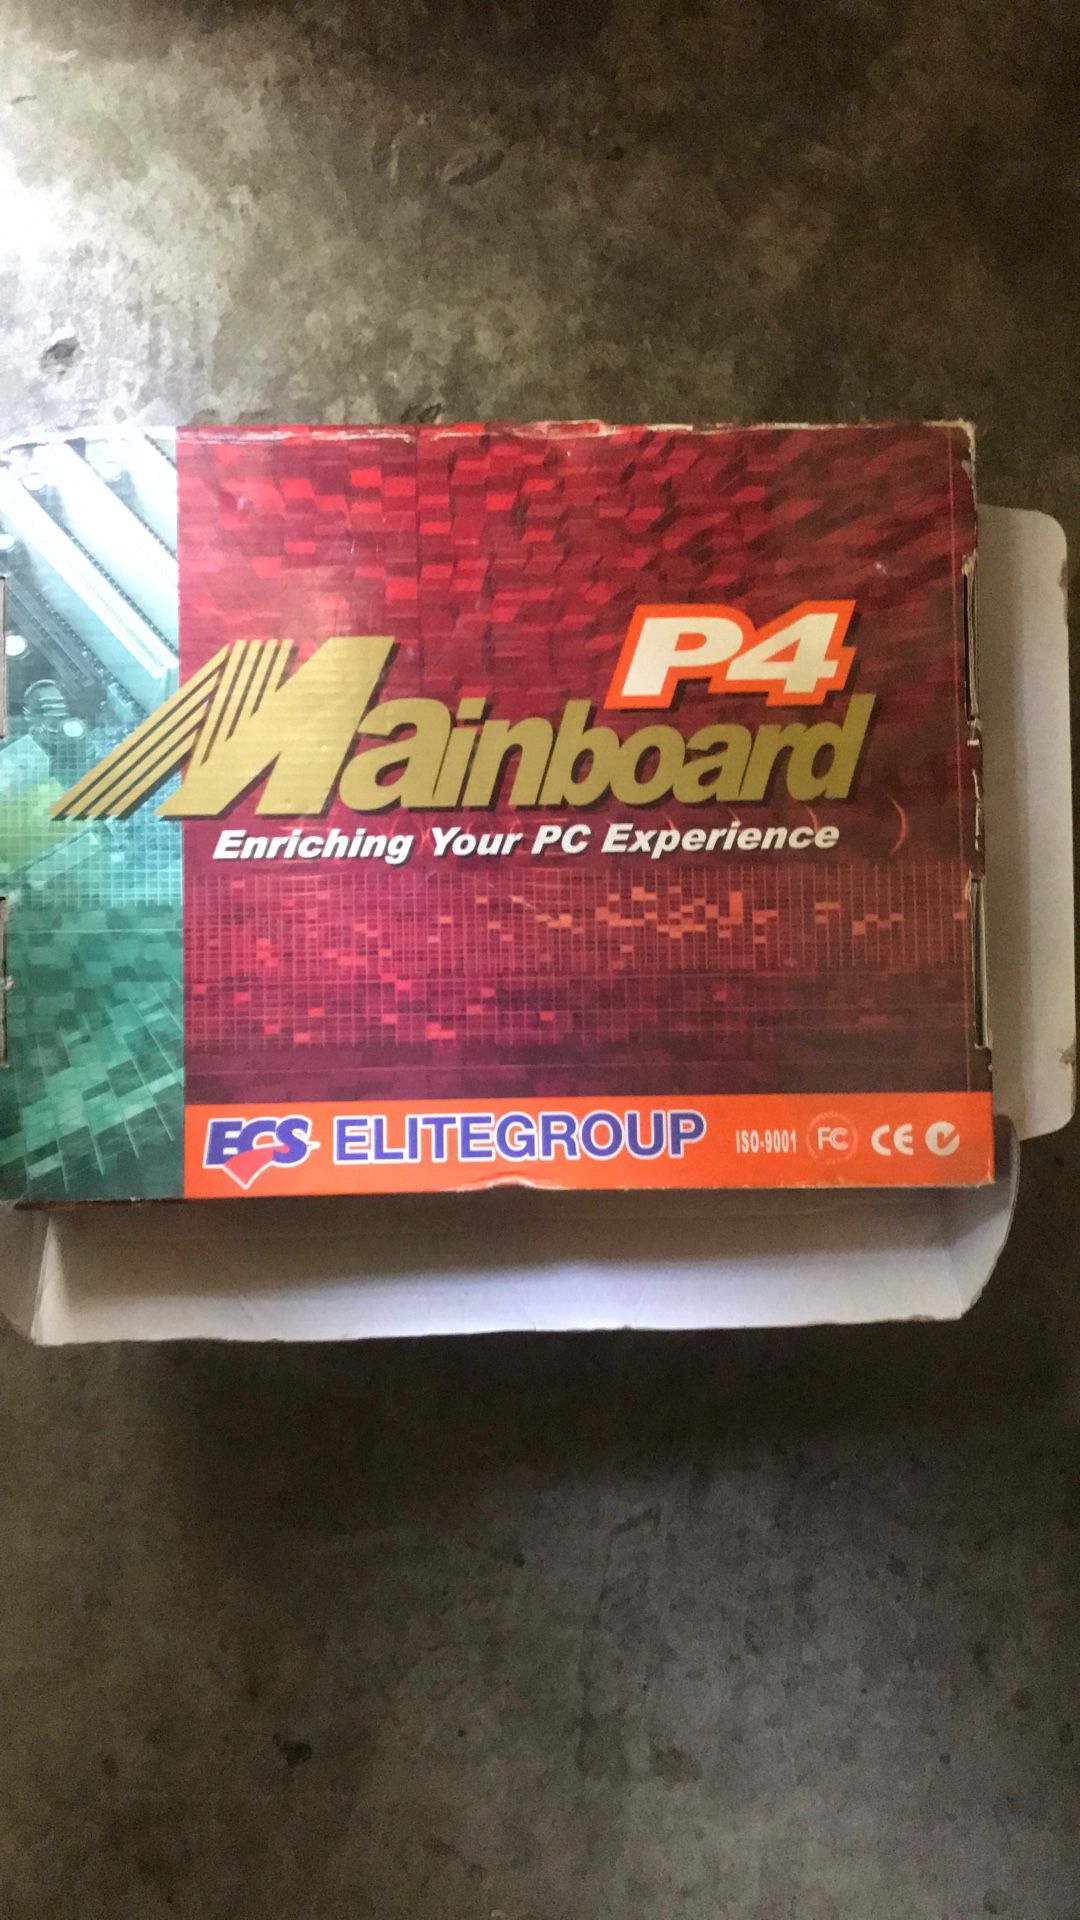 P4
Mainboard
Enriching Your PC Experience
ECS ELITEGROUP ISO-9001 FC CE